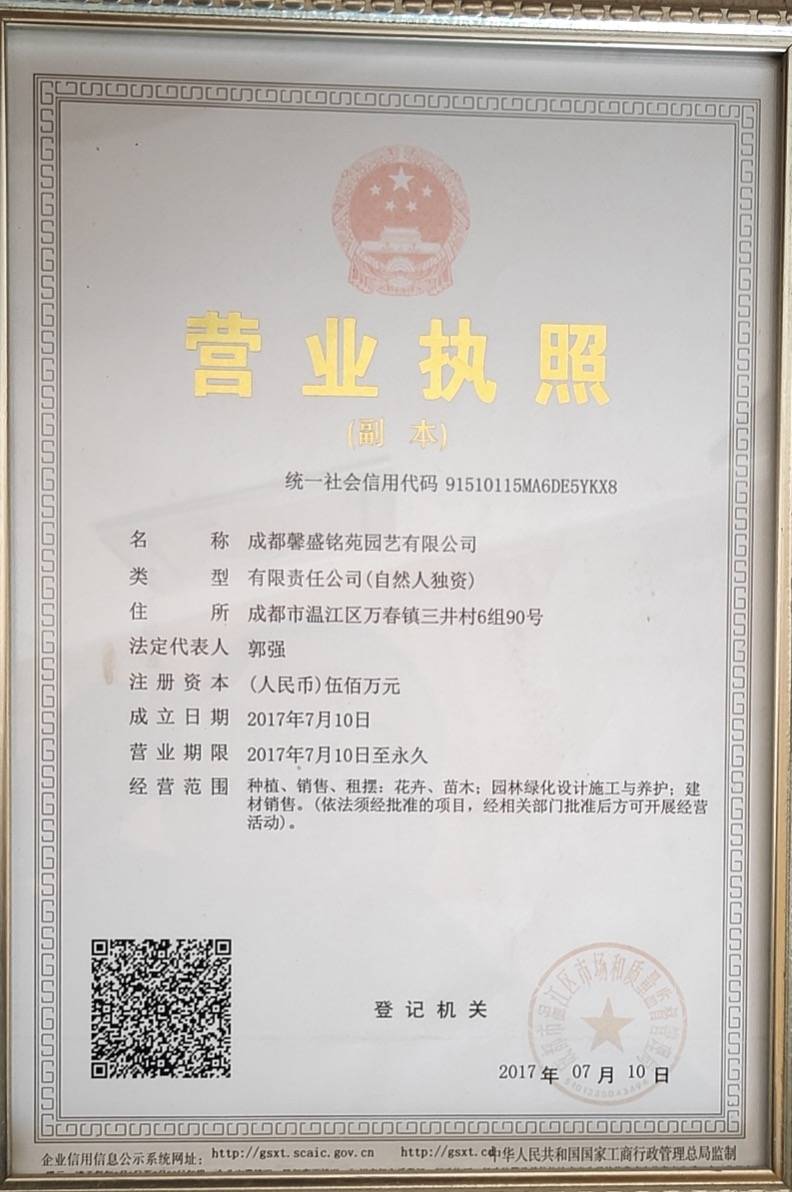 营业执照
(副 本)
统一社会信用代码 91510115MA6DE5YKX8
名 称 成都馨盛铭苑园艺有限公司
类 型 有限责任公司(自然人独资)
住 所 成都市温江区万春镇三井村6组90号
法定代表人 郭强
注册资本 (人民币)伍佰万元
成立日期 2017年7月10日
营业期限 2017年7月10日至永久
经营范围 种植、销售、租摆：花卉、苗木；园林绿化设计施工与养护；建
材销售。(依法须经批准的项目，经相关部门批准后方可开展经营
活动)。
登记机关
2017 年 07 月 10 日
企业信用信息公示系统网址： http://gsxt.scaic.gov.cn http://gsxt.cd 中华人民共和国国家工商行政管理总局监制